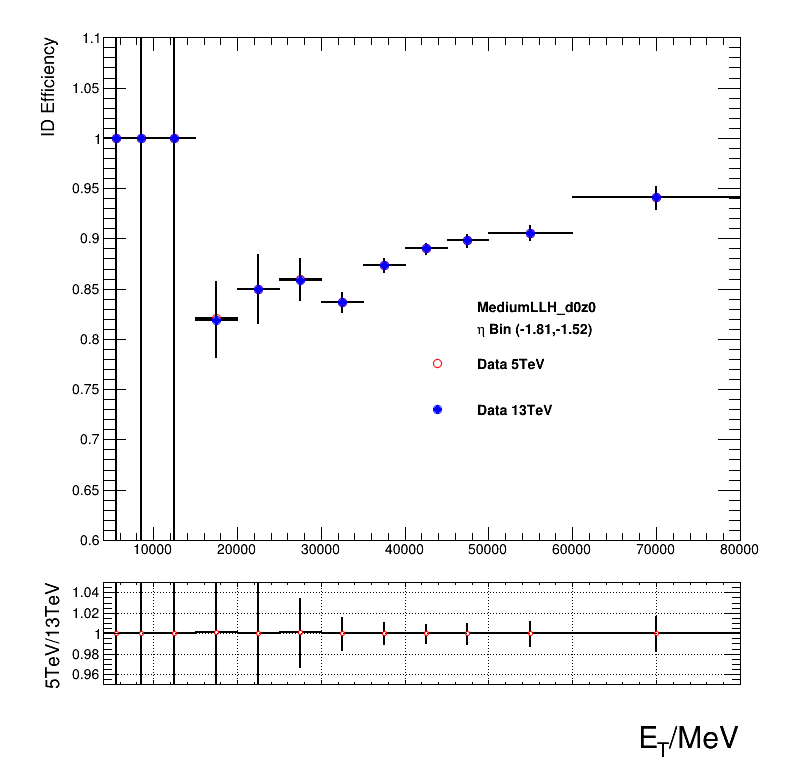 ID Efficiency
1.1
1.05
1
0.95
0.9
0.85
0.8
0.75
0.7
0.65
0.6
MediumLLH_d0z0
η Bin (-1.81,-1.52)
Data 5TeV
Data 13TeV
10000 20000 30000 40000 50000 60000 70000 80000
5TeV/13TeV
1.04
1.02
1
0.98
0.96
E_T/MeV